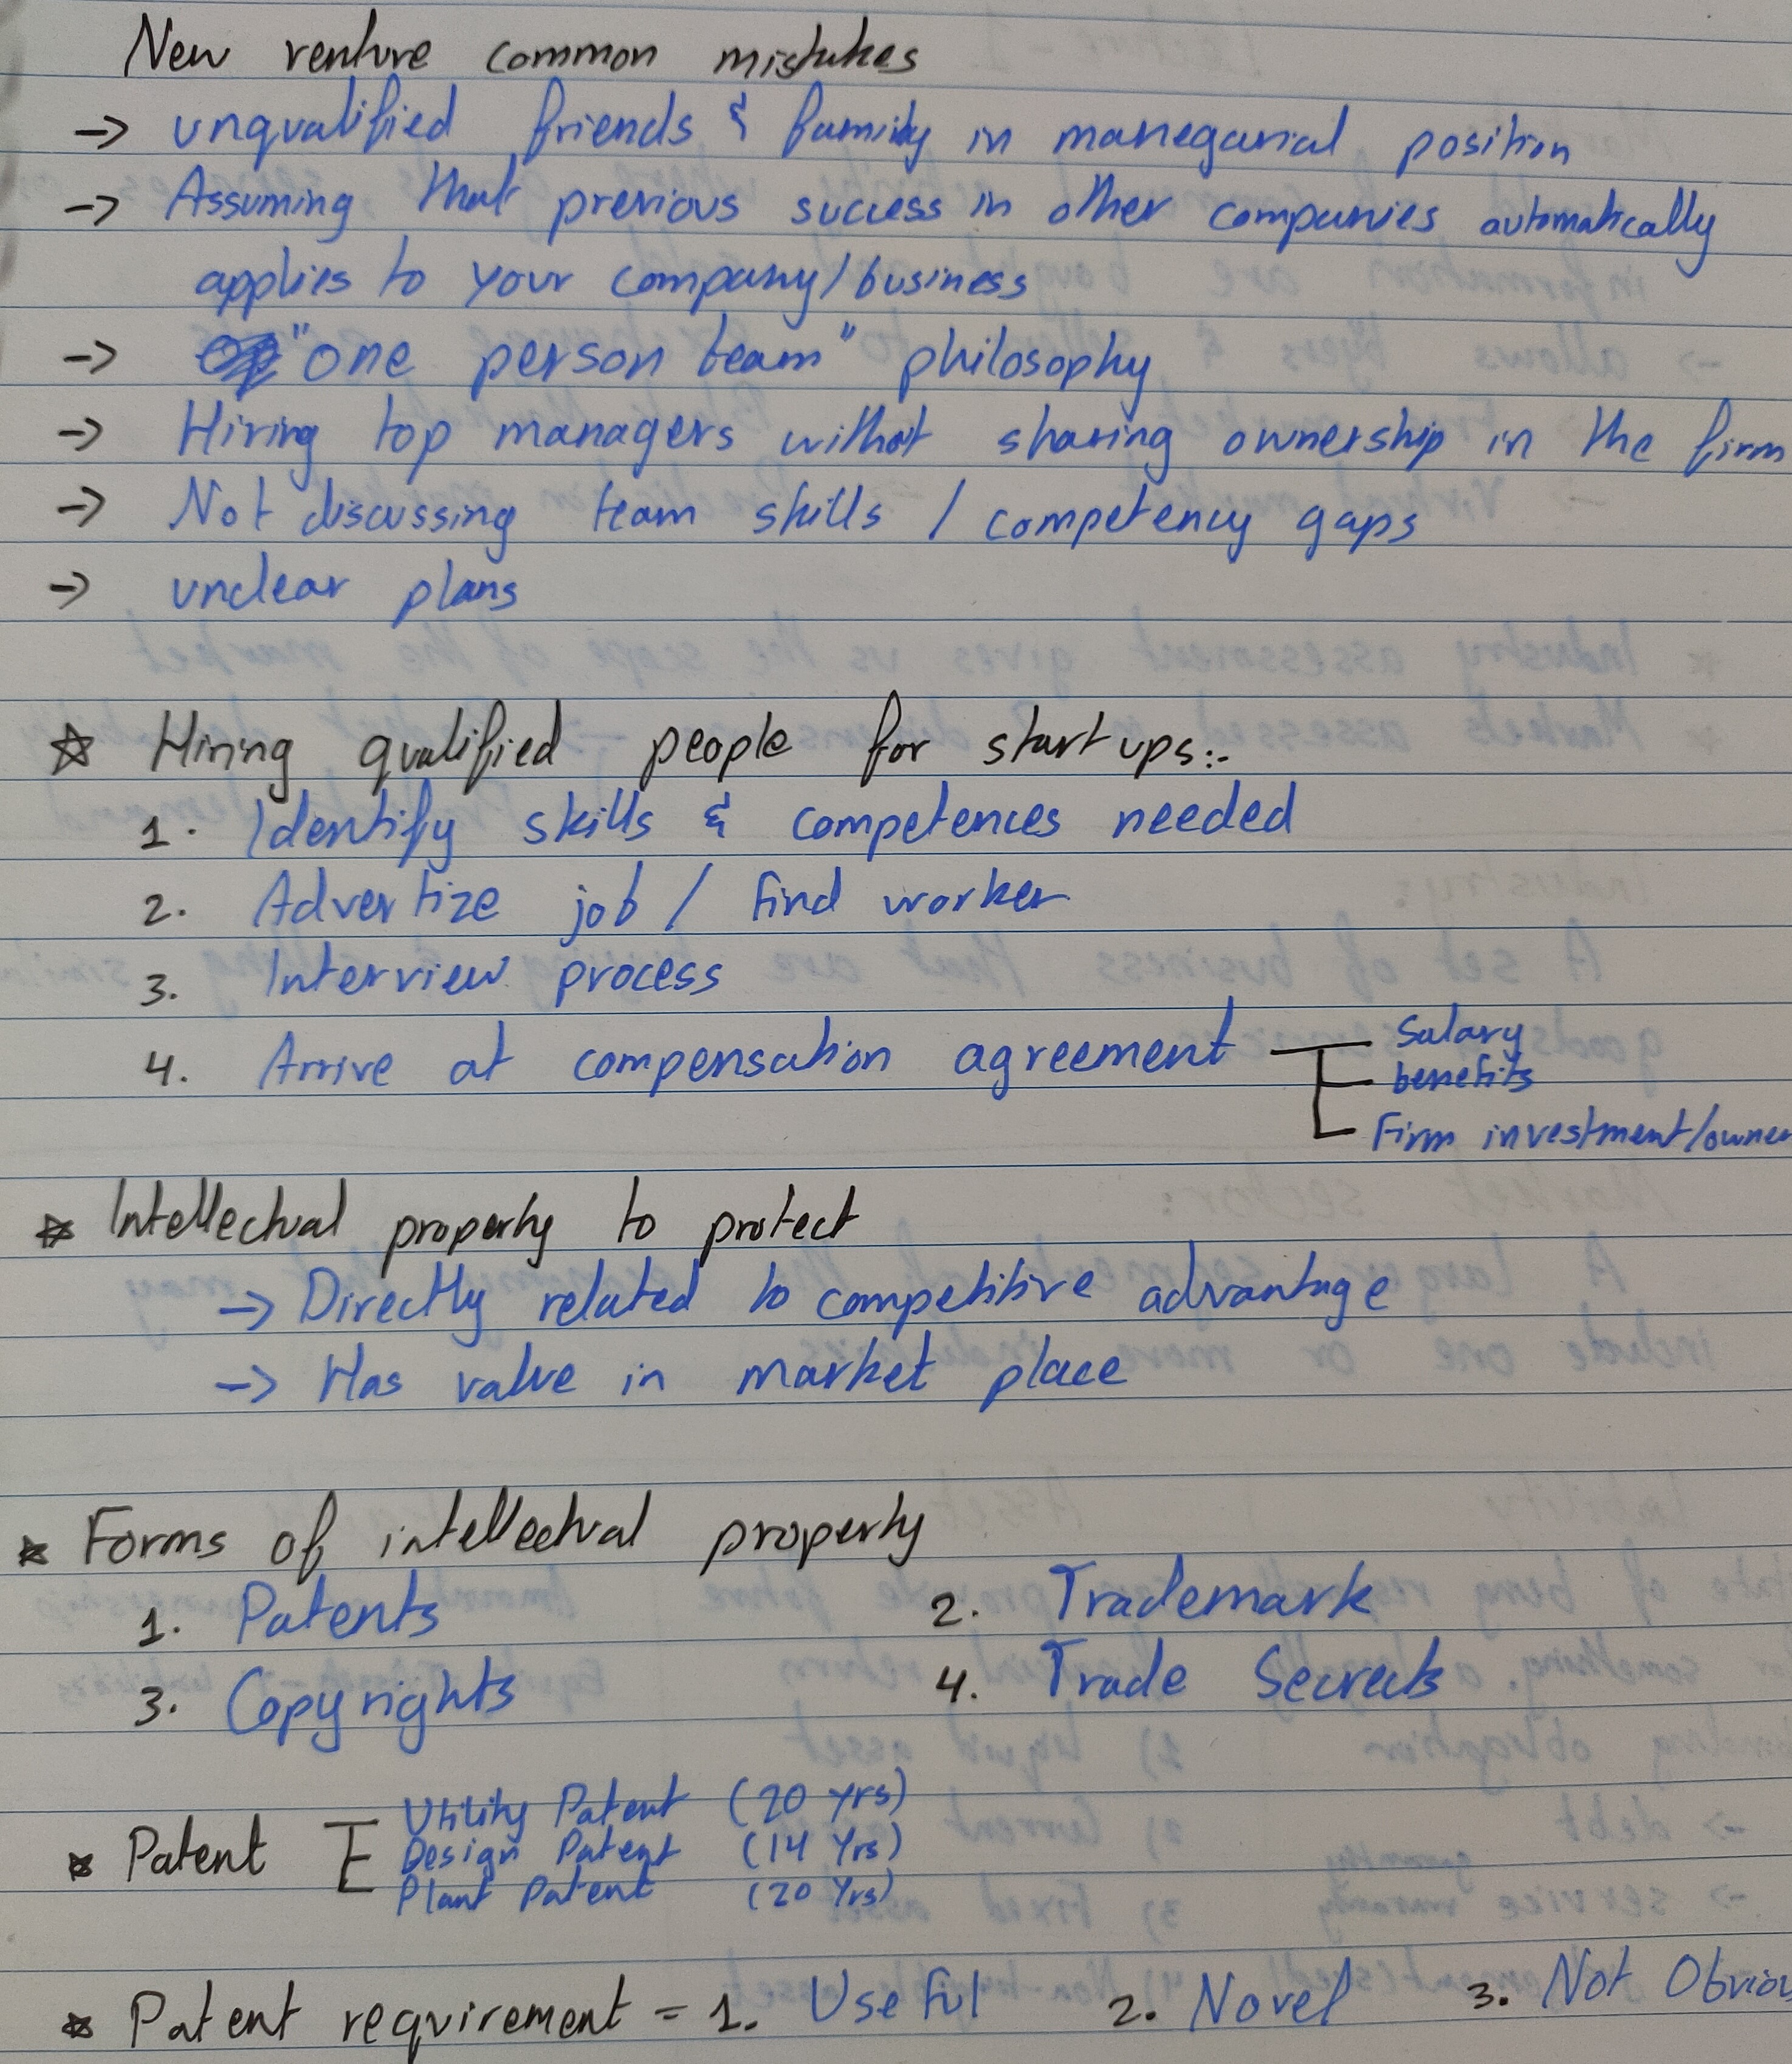 New venture common mistakes
→ unqualified friends & family in manegarial position
→ Assuming that previous success in other companies automatically
applies to your company/business
→ "one person team" philosophy
→ Hiring top managers without sharing ownership in the firm
→ Not discussing team skills / competency gaps
→ unclear plans
☆ Hiring qualified people for start ups:-
1. Identify skills & competences needed
2. Advertize job / find worker
3. Interview process
4. Arrive at compensation agreement
Salary
benefits
Firm investment/owner
* Intellectual property to protect
→ Directly related to competitive advantage
→ Has value in market place
* Forms of intellectual property
1. Patents 2. Trademark
3. Copyrights 4. Trade Secrets
* Patent
Utility Patent (20 yrs)
Design Patent (14 Yrs)
Plant Patent (20 Yrs)
* Patent requirement = 1. Useful 2. Novel 3. Not Obviou